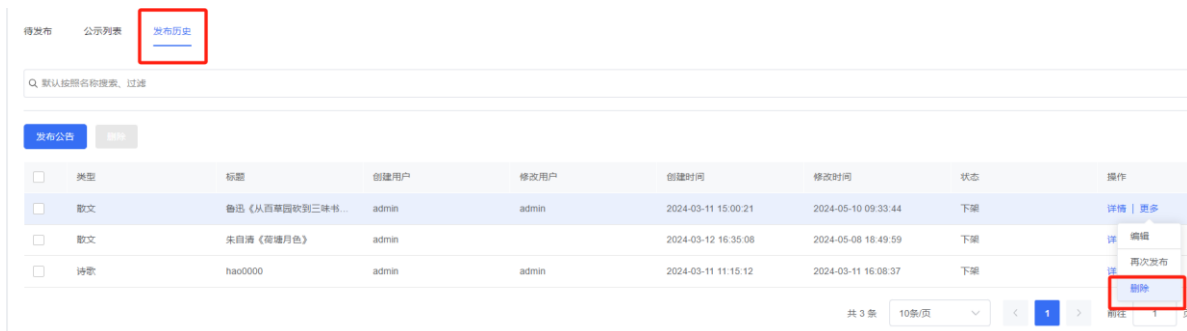 待发布 公示列表 发布历史
默认按照名称搜索、过滤
发布公告 删除
类型 标题 创建用户 修改用户 创建时间 修改时间 状态 操作
散文 鲁迅《从百草园欤到三味书... admin admin 2024-03-11 15:00:21 2024-05-10 09:33:44 下架 详情 | 更多
散文 朱自清《荷塘月色》 admin 2024-03-12 16:35:08 2024-05-08 18:49:59 下架 详
诗歌 hao0000 admin admin 2024-03-11 11:15:12 2024-03-11 16:08:37 下架 详
编辑
再次发布
删除
共 3 条 10条/页 1 前往 1